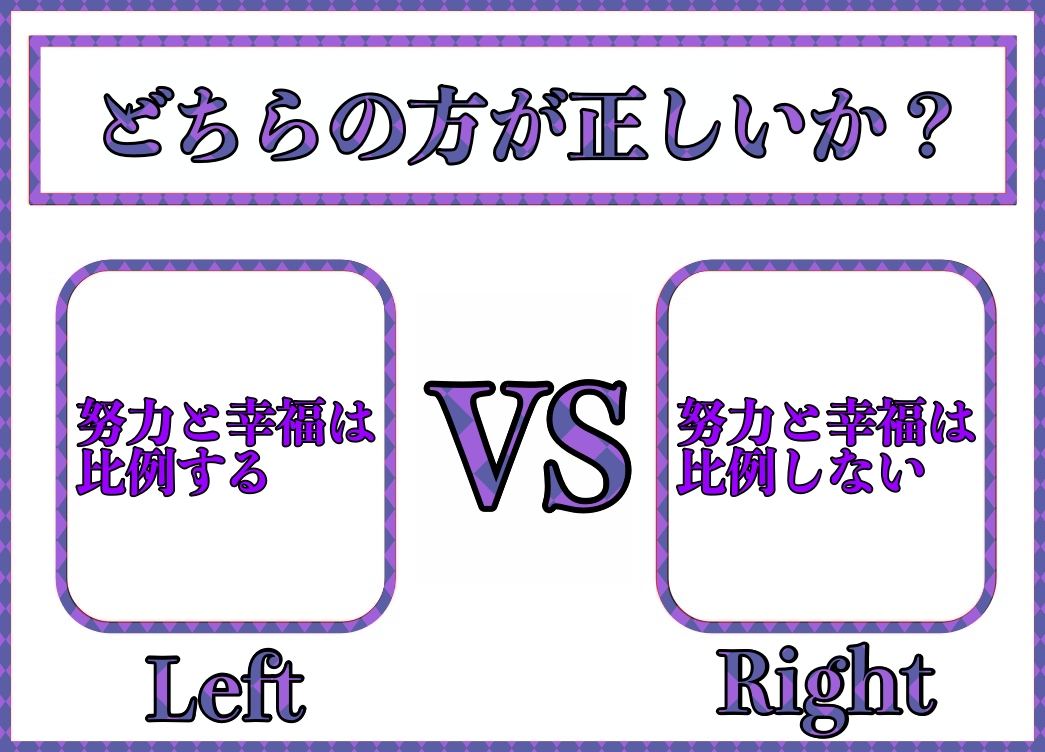 どちらの方が正しいか？
努力と幸福は
比例する
VS
努力と幸福は
比例しない
Left
Right